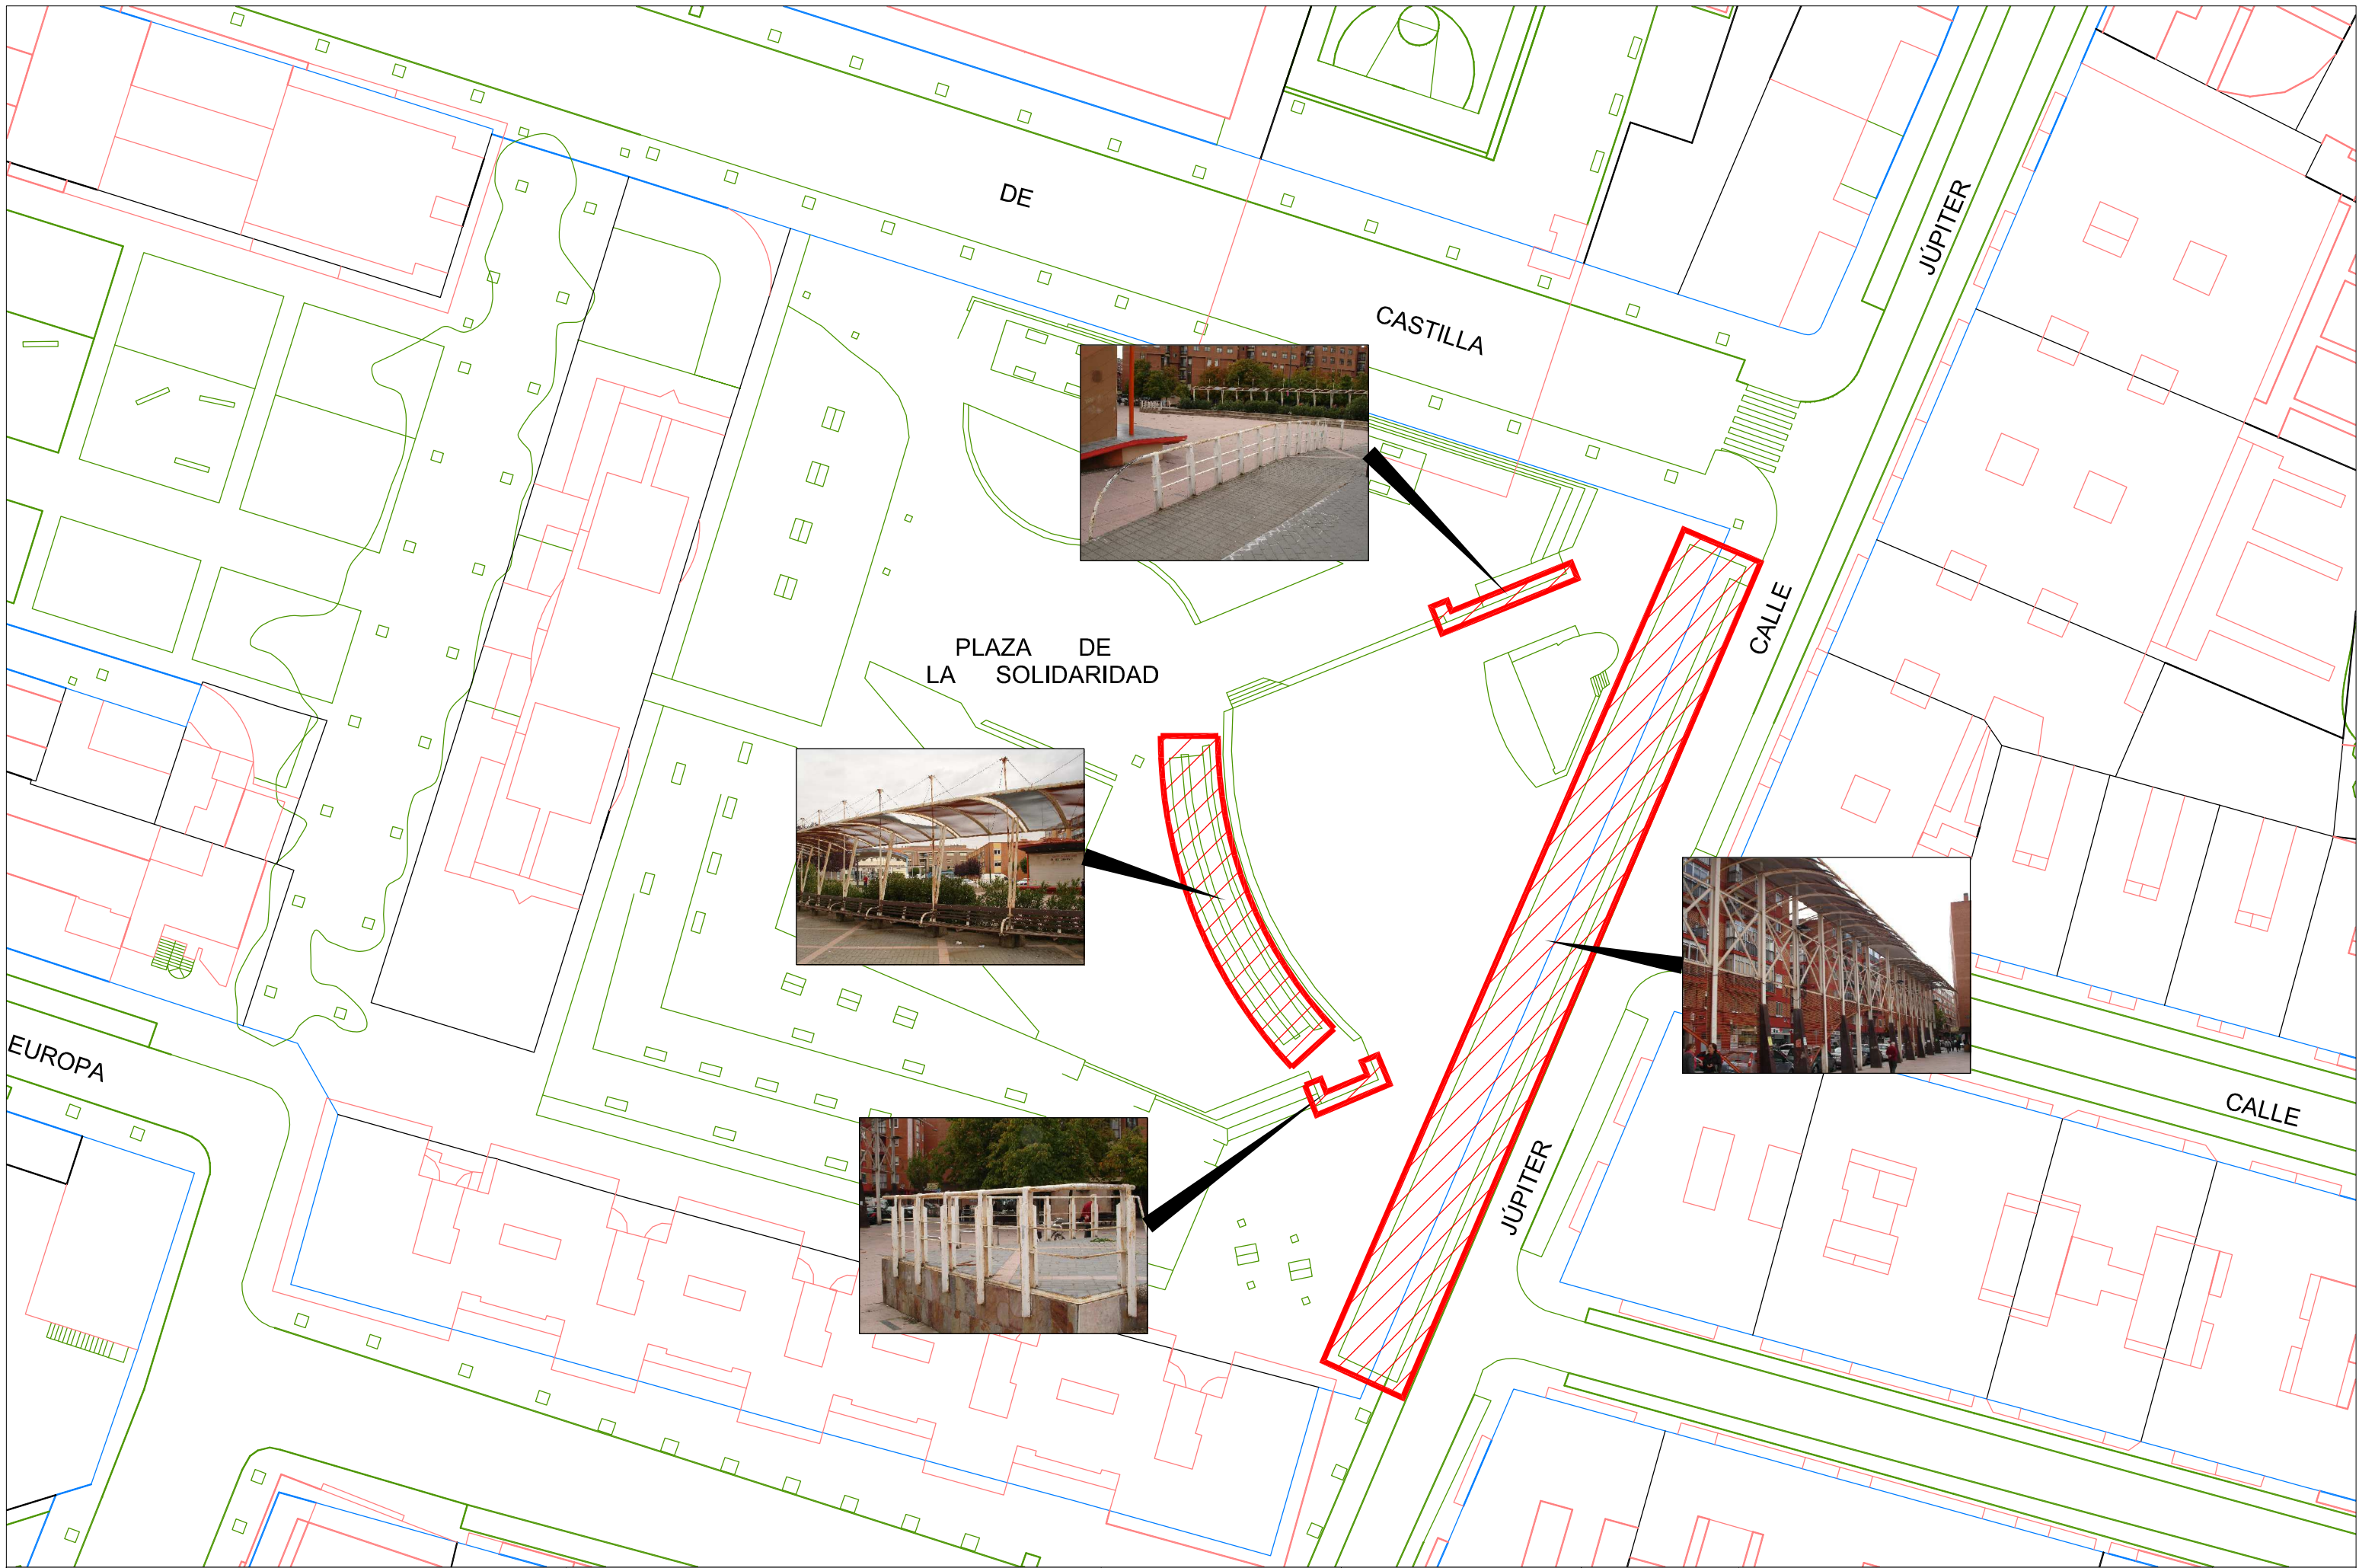 DE
CASTILLA
JÚPITER
CALLE
PLAZA DE
LA SOLIDARIDAD
EUROPA
CALLE
JÚPITER